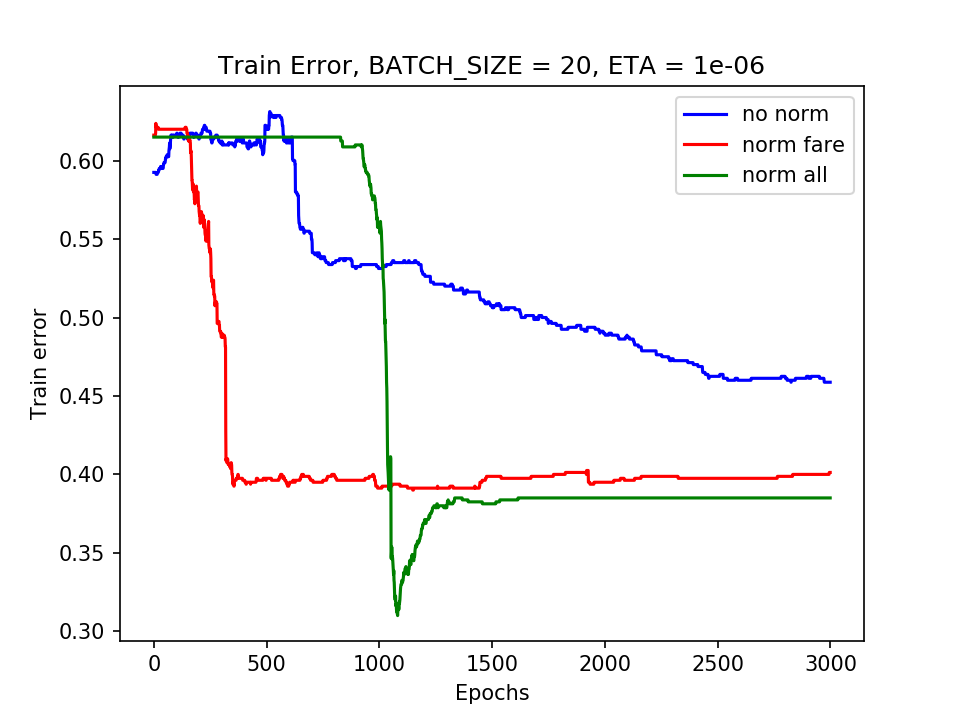 Train Error, BATCH_SIZE = 20, ETA = 1e-06
no norm
norm fare
norm all
Train error
0.60
0.55
0.50
0.45
0.40
0.35
0.30
0 500 1000 1500 2000 2500 3000
Epochs